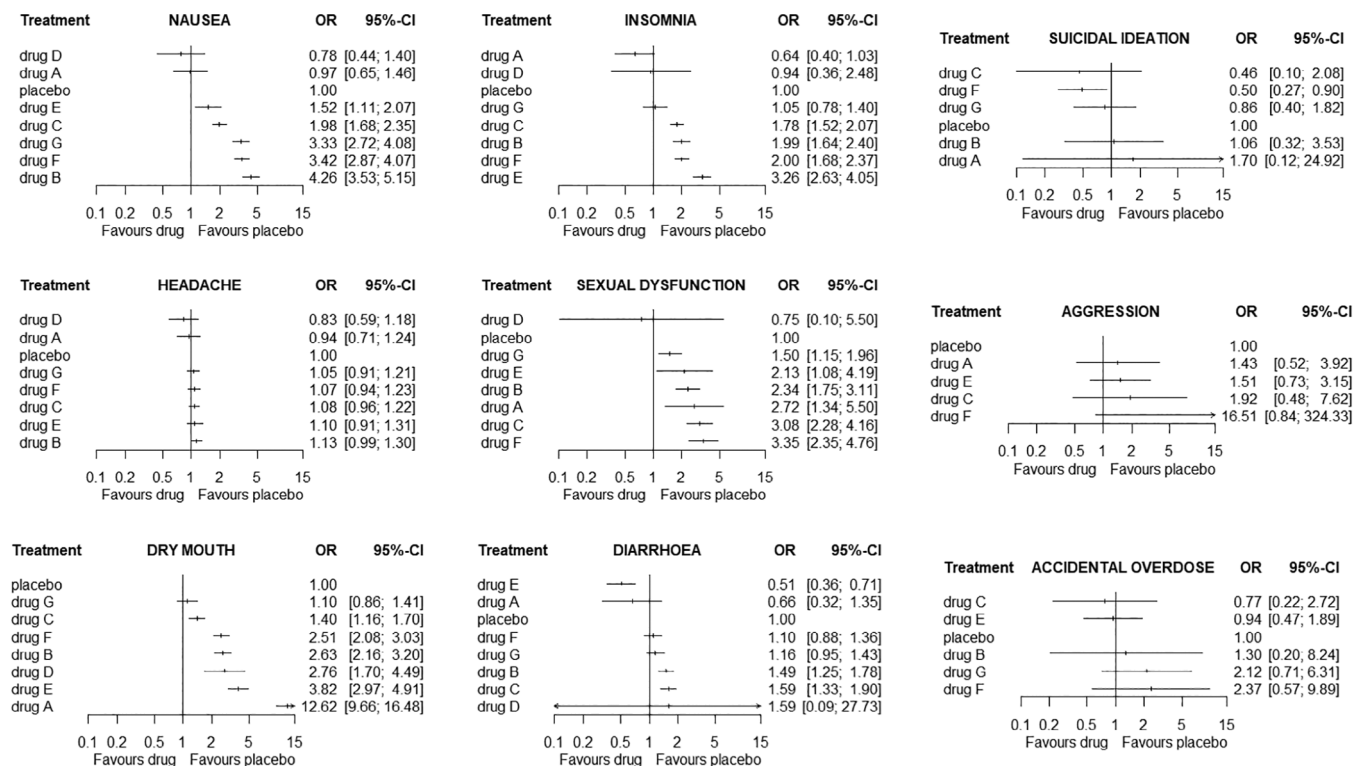 Treatment NAUSEA OR 95%-CI
drug D 0.78 [0.44; 1.40]
drug A 0.97 [0.65; 1.46]
placebo 1.00
drug E 1.52 [1.11; 2.07]
drug C 1.98 [1.68; 2.35]
drug G 3.33 [2.72; 4.08]
drug F 3.42 [2.87; 4.07]
drug B 4.26 [3.53; 5.15]
0.1 0.2 0.5 1 2 5 15
Favours drug Favours placebo
Treatment INSOMNIA OR 95%-CI
drug A 0.64 [0.40; 1.03]
drug D 0.94 [0.36; 2.48]
placebo 1.00
drug G 1.05 [0.78; 1.40]
drug C 1.78 [1.52; 2.07]
drug B 1.99 [1.64; 2.40]
drug F 2.00 [1.68; 2.37]
drug E 3.26 [2.63; 4.05]
0.1 0.2 0.5 1 2 5 15
Favours drug Favours placebo
Treatment SUICIDAL IDEATION OR 95%-CI
drug C 0.46 [0.10; 2.08]
drug F 0.50 [0.27; 0.90]
drug G 0.86 [0.40; 1.82]
placebo 1.00
drug B 1.06 [0.32; 3.53]
drug A 1.70 [0.12; 24.92]
0.1 0.2 0.5 1 2 5 15
Favours drug Favours placebo
Treatment HEADACHE OR 95%-CI
drug D 0.83 [0.59; 1.18]
drug A 0.94 [0.71; 1.24]
placebo 1.00
drug G 1.05 [0.91; 1.21]
drug F 1.07 [0.94; 1.23]
drug C 1.08 [0.96; 1.22]
drug E 1.10 [0.91; 1.31]
drug B 1.13 [0.99; 1.30]
0.1 0.2 0.5 1 2 5 15
Favours drug Favours placebo
Treatment SEXUAL DYSFUNCTION OR 95%-CI
drug D 0.75 [0.10; 5.50]
placebo 1.00
drug G 1.50 [1.15; 1.96]
drug E 2.13 [1.08; 4.19]
drug B 2.34 [1.75; 3.11]
drug A 2.72 [1.34; 5.50]
drug C 3.08 [2.28; 4.16]
drug F 3.35 [2.35; 4.76]
0.1 0.2 0.5 1 2 5 15
Favours drug Favours placebo
Treatment AGGRESSION OR 95%-CI
placebo 1.00
drug A 1.43 [0.52; 3.92]
drug E 1.51 [0.73; 3.15]
drug C 1.92 [0.48; 7.62]
drug F 16.51 [0.84; 324.33]
0.1 0.2 0.5 1 2 5 15
Favours drug Favours placebo
Treatment DRY MOUTH OR 95%-CI
placebo 1.00
drug G 1.10 [0.86; 1.41]
drug C 1.40 [1.16; 1.70]
drug F 2.51 [2.08; 3.03]
drug B 2.63 [2.16; 3.20]
drug D 2.76 [1.70; 4.49]
drug E 3.82 [2.97; 4.91]
drug A 12.62 [9.66; 16.48]
0.1 0.2 0.5 1 2 5 15
Favours drug Favours placebo
Treatment DIARRHOEA OR 95%-CI
drug E 0.51 [0.36; 0.71]
drug A 0.66 [0.32; 1.35]
placebo 1.00
drug F 1.10 [0.88; 1.36]
drug G 1.16 [0.95; 1.43]
drug B 1.49 [1.25; 1.78]
drug C 1.59 [1.33; 1.90]
drug D 1.59 [0.09; 27.73]
0.1 0.2 0.5 1 2 5 15
Favours drug Favours placebo
Treatment ACCIDENTAL OVERDOSE OR 95%-CI
drug C 0.77 [0.22; 2.72]
drug E 0.94 [0.47; 1.89]
placebo 1.00
drug B 1.30 [0.20; 8.24]
drug G 2.12 [0.71; 6.31]
drug F 2.37 [0.57; 9.89]
0.1 0.2 0.5 1 2 5 15
Favours drug Favours placebo